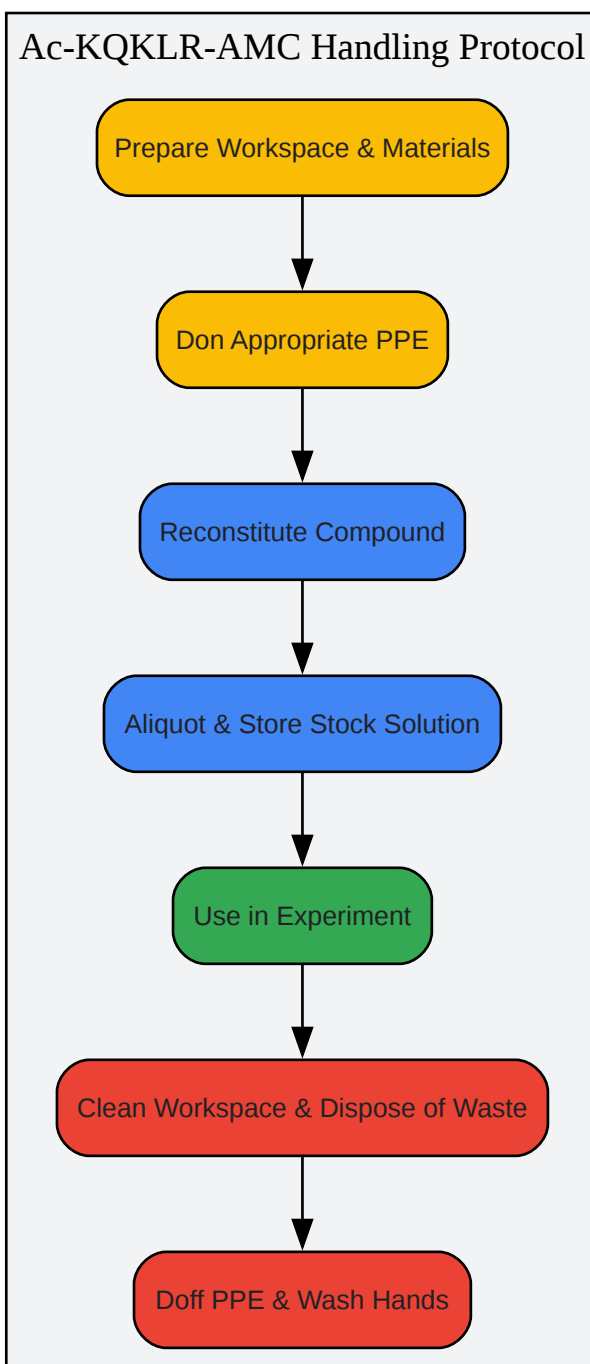 Ac-KQKLR-AMC Handling Protocol
Prepare Workspace & Materials
Don Appropriate PPE
Reconstitute Compound
Aliquot & Store Stock Solution
Use in Experiment
Clean Workspace & Dispose of Waste
Doff PPE & Wash Hands